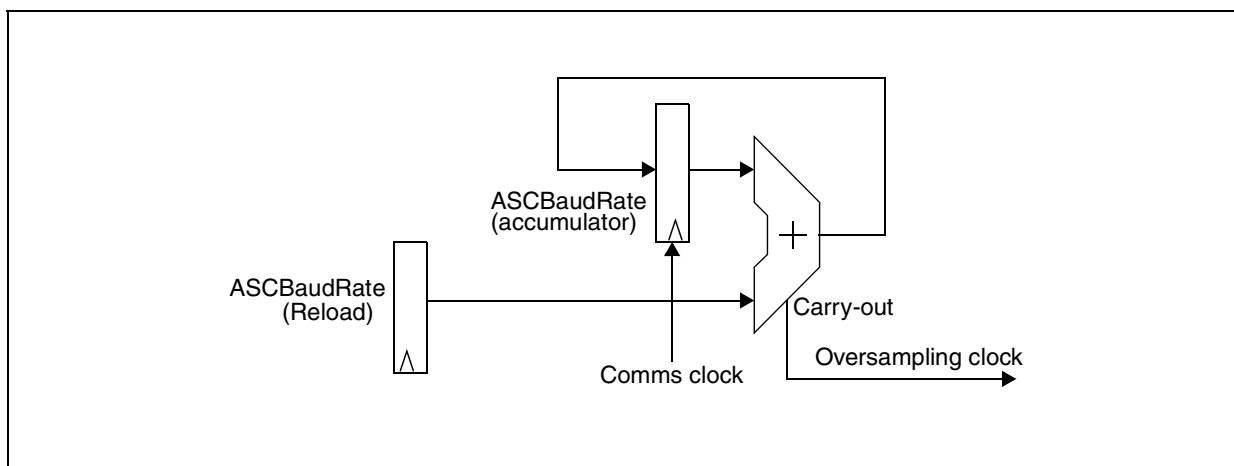 ASCBaudRate
(accumulator)
ASCBaudRate
(Reload)
+
Carry-out
Oversampling clock
Comms clock